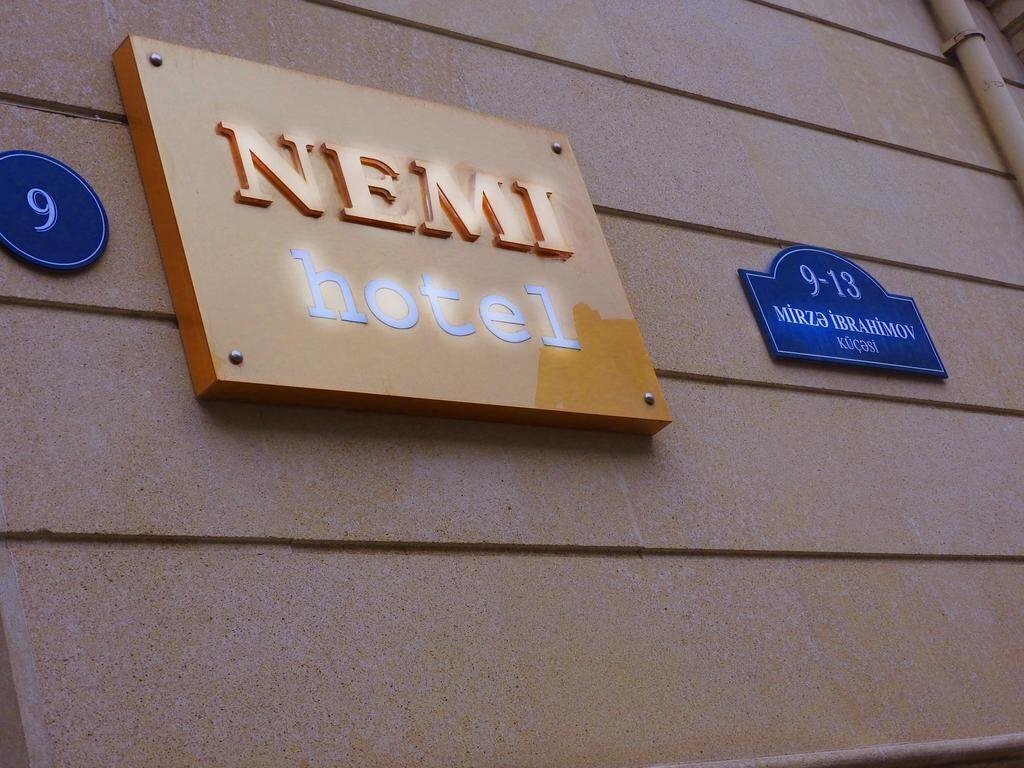 9
NEMI
hotel
9-13
MİRZƏ İBRAHİMOV
KÜÇƏSİ